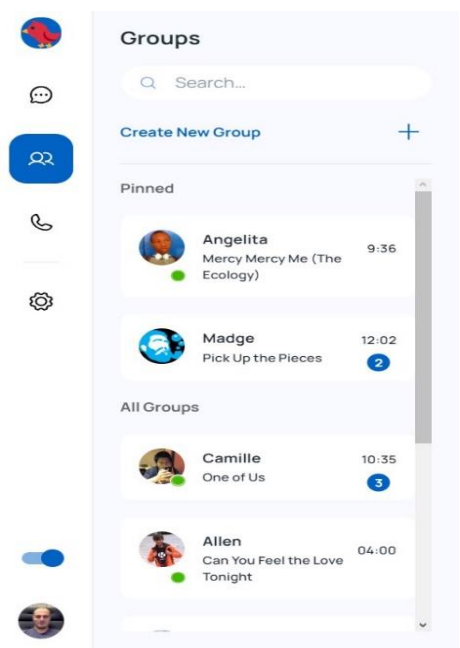 Groups
Search...
Create New Group
Pinned
Angelita
9:36
Mercy Mercy Me (The
Ecology)
Madge
12:02
Pick Up the Pieces
2
All Groups
Camille
10:35
One of Us
3
Allen
04:00
Can You Feel the Love
Tonight